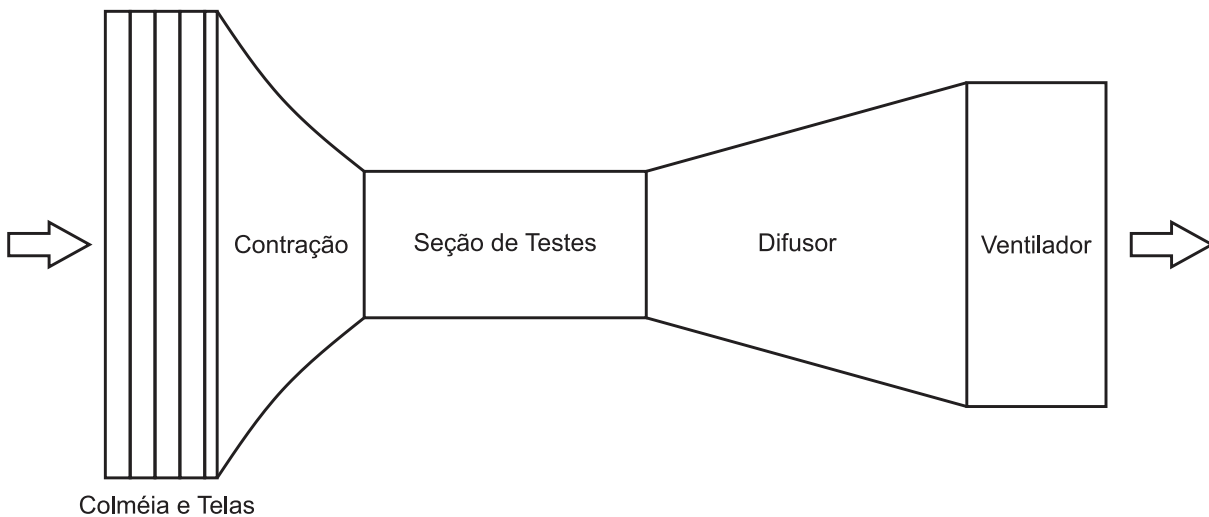 Contração
Seção de Testes
Difusor
Ventilador
Colméia e Telas